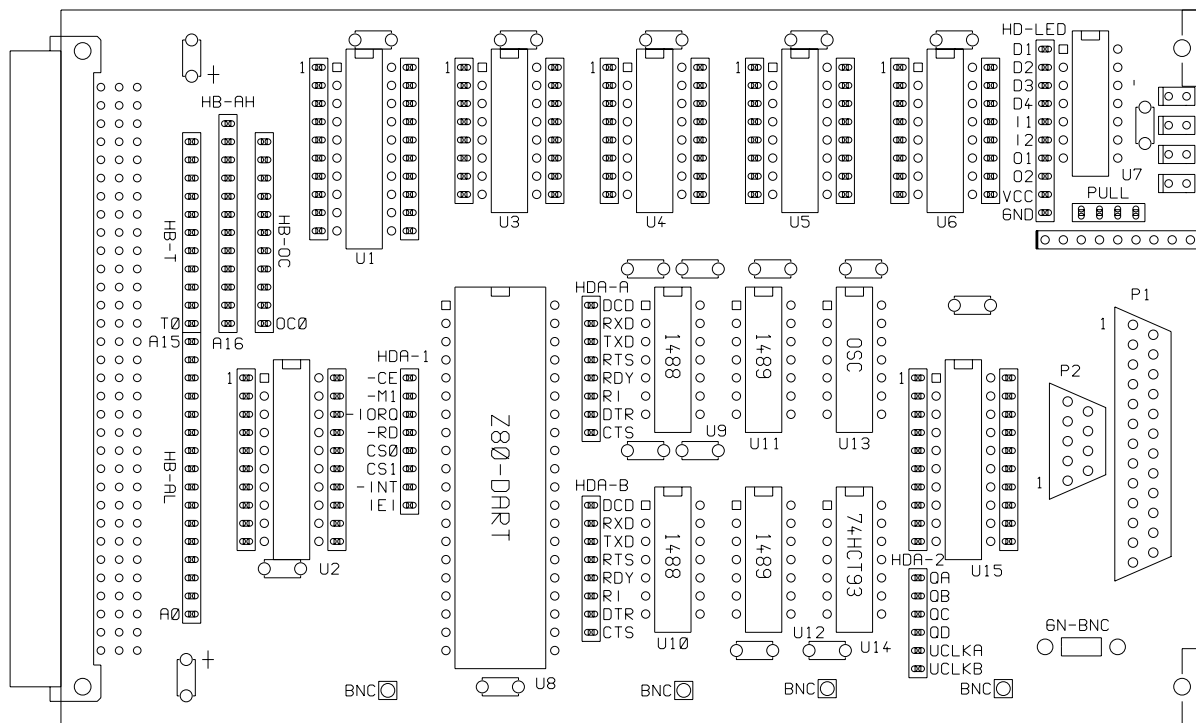 HD-LED
D1
D2
D3
D4
I1
I2
O1
O2
VCC
GND
U7
PULL
+
HB-AH
HB-T
HB-OC
T0
A15
A16
OC0
HB-AL
A0
+
1
U1
1
U3
1
U4
1
U5
1
U6
1
U2
HDA-1
-CE
-M1
-IORQ
-RD
CS0
CS1
-INT
IEI
Z80-DART
U8
HDA-A
DCD
RXD
TXD
RTS
RDY
RI
DTR
CTS
1488
U9
1489
U11
OSC
U13
HDA-B
DCD
RXD
TXD
RTS
RDY
RI
DTR
CTS
1488
U10
1489
U12
74HCT93
U14
1
U15
HDA-2
QA
QB
QC
QD
UCLKA
UCLKB
P1
1
P2
1
GN-BNC
BNC
BNC
BNC
BNC